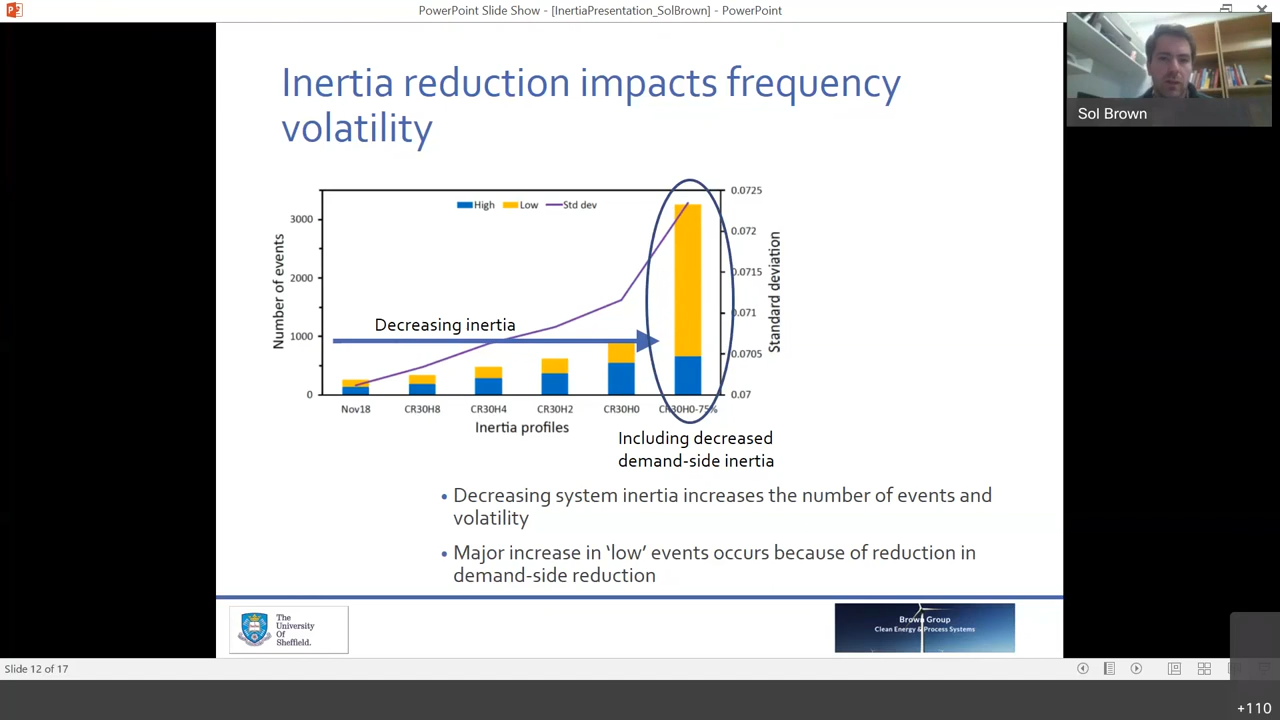 PowerPoint Slide Show - [InertiaPresentation_SolBrown] - PowerPoint
Sol Brown
Inertia reduction impacts frequency
volatility
High Low Std dev
Number of events
3000
2000
1000
0
0.0725
0.072
0.0715
0.071
0.0705
0.07
Standard deviation
Decreasing inertia
Nov18 CR30H8 CR30H4 CR30H2 CR30H0 CR30H0-75%
Inertia profiles
Including decreased
demand-side inertia
• Decreasing system inertia increases the number of events and
volatility
• Major increase in ‘low’ events occurs because of reduction in
demand-side reduction
The
University
Of
Sheffield.
Brown Group
Clean Energy & Process Systems
Slide 12 of 17
+110